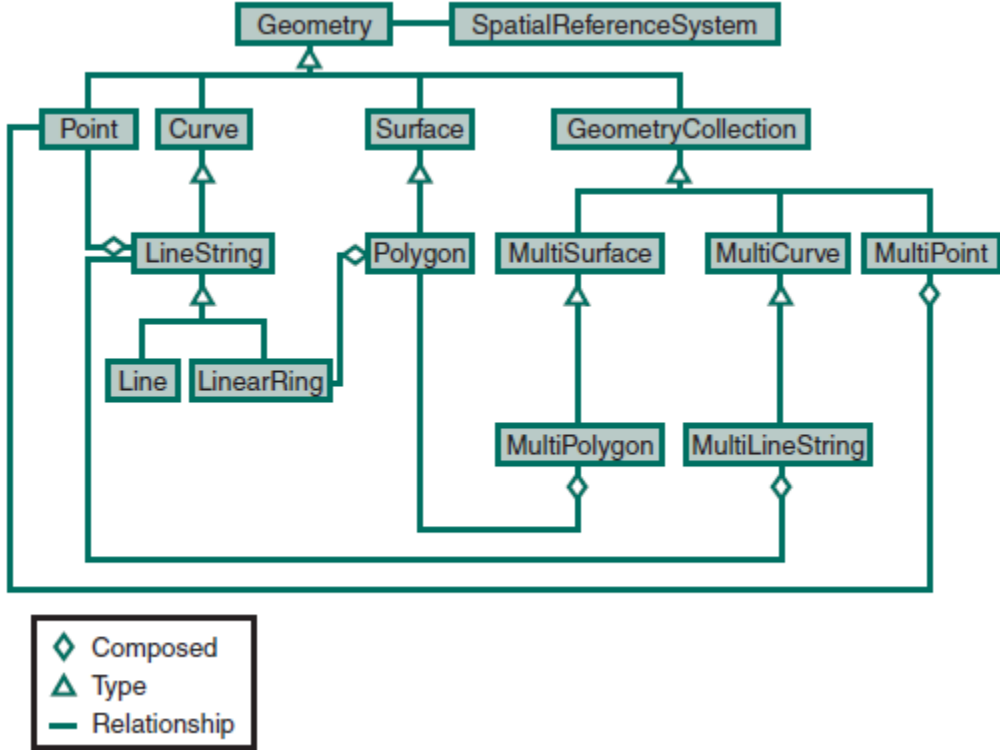 Geometry
SpatialReferenceSystem
Point
Curve
Surface
GeometryCollection
LineString
Polygon
MultiSurface
MultiCurve
MultiPoint
Line
LinearRing
MultiPolygon
MultiLineString
Composed
Type
Relationship